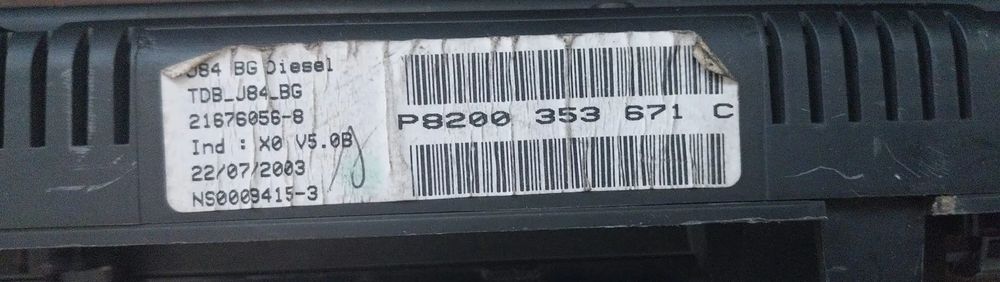 J84 BG Diesel
TDB_J84_BG
21676056-8
Ind : X0 V5.0B
22/07/2003
NS0009415-3
P8200 353 671 C